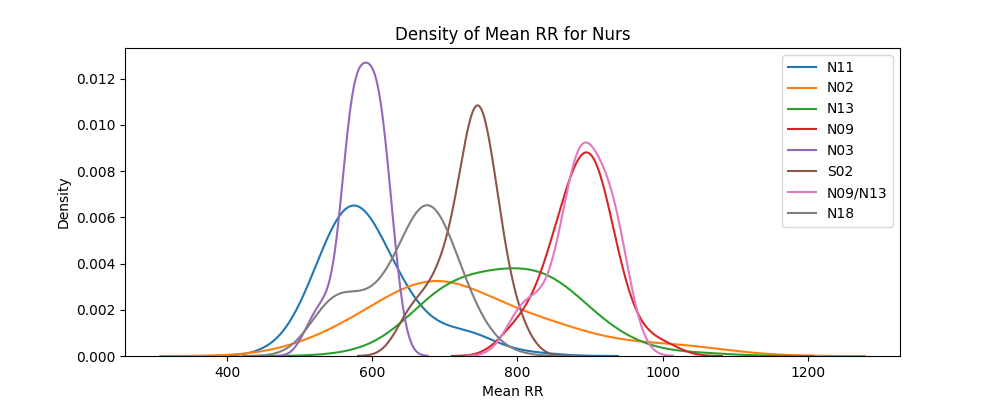 Density of Mean RR for Nurs
Density
0.012
0.010
0.008
0.006
0.004
0.002
0.000
400 600 800 1000 1200
Mean RR
N11
N02
N13
N09
N03
S02
N09/N13
N18